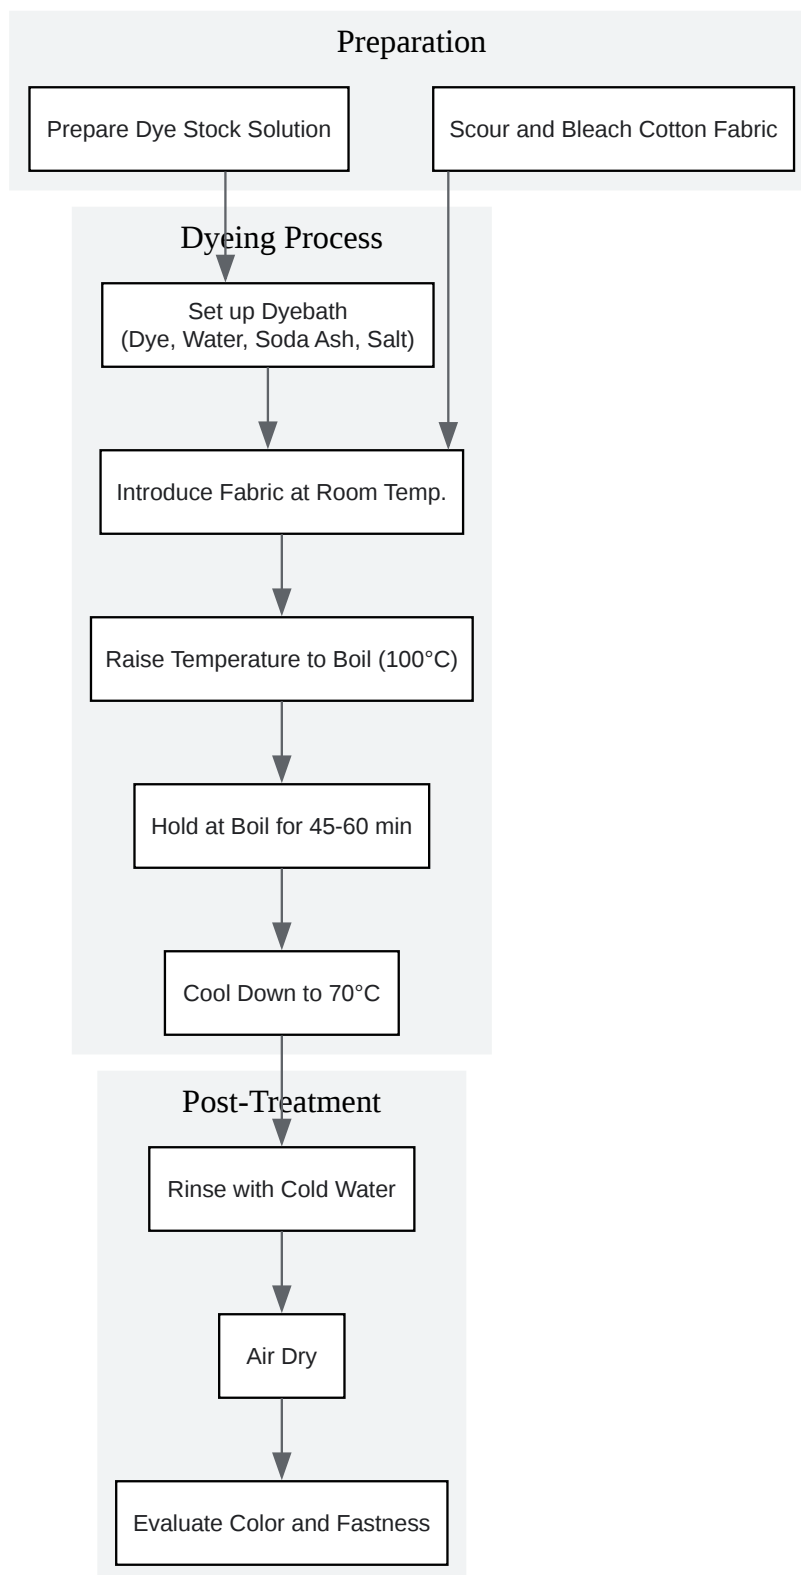 Preparation
Prepare Dye Stock Solution
Scour and Bleach Cotton Fabric
Dyeing Process
Set up Dyebath
(Dye, Water, Soda Ash, Salt)
Introduce Fabric at Room Temp.
Raise Temperature to Boil (100°C)
Hold at Boil for 45-60 min
Cool Down to 70°C
Post-Treatment
Rinse with Cold Water
Air Dry
Evaluate Color and Fastness